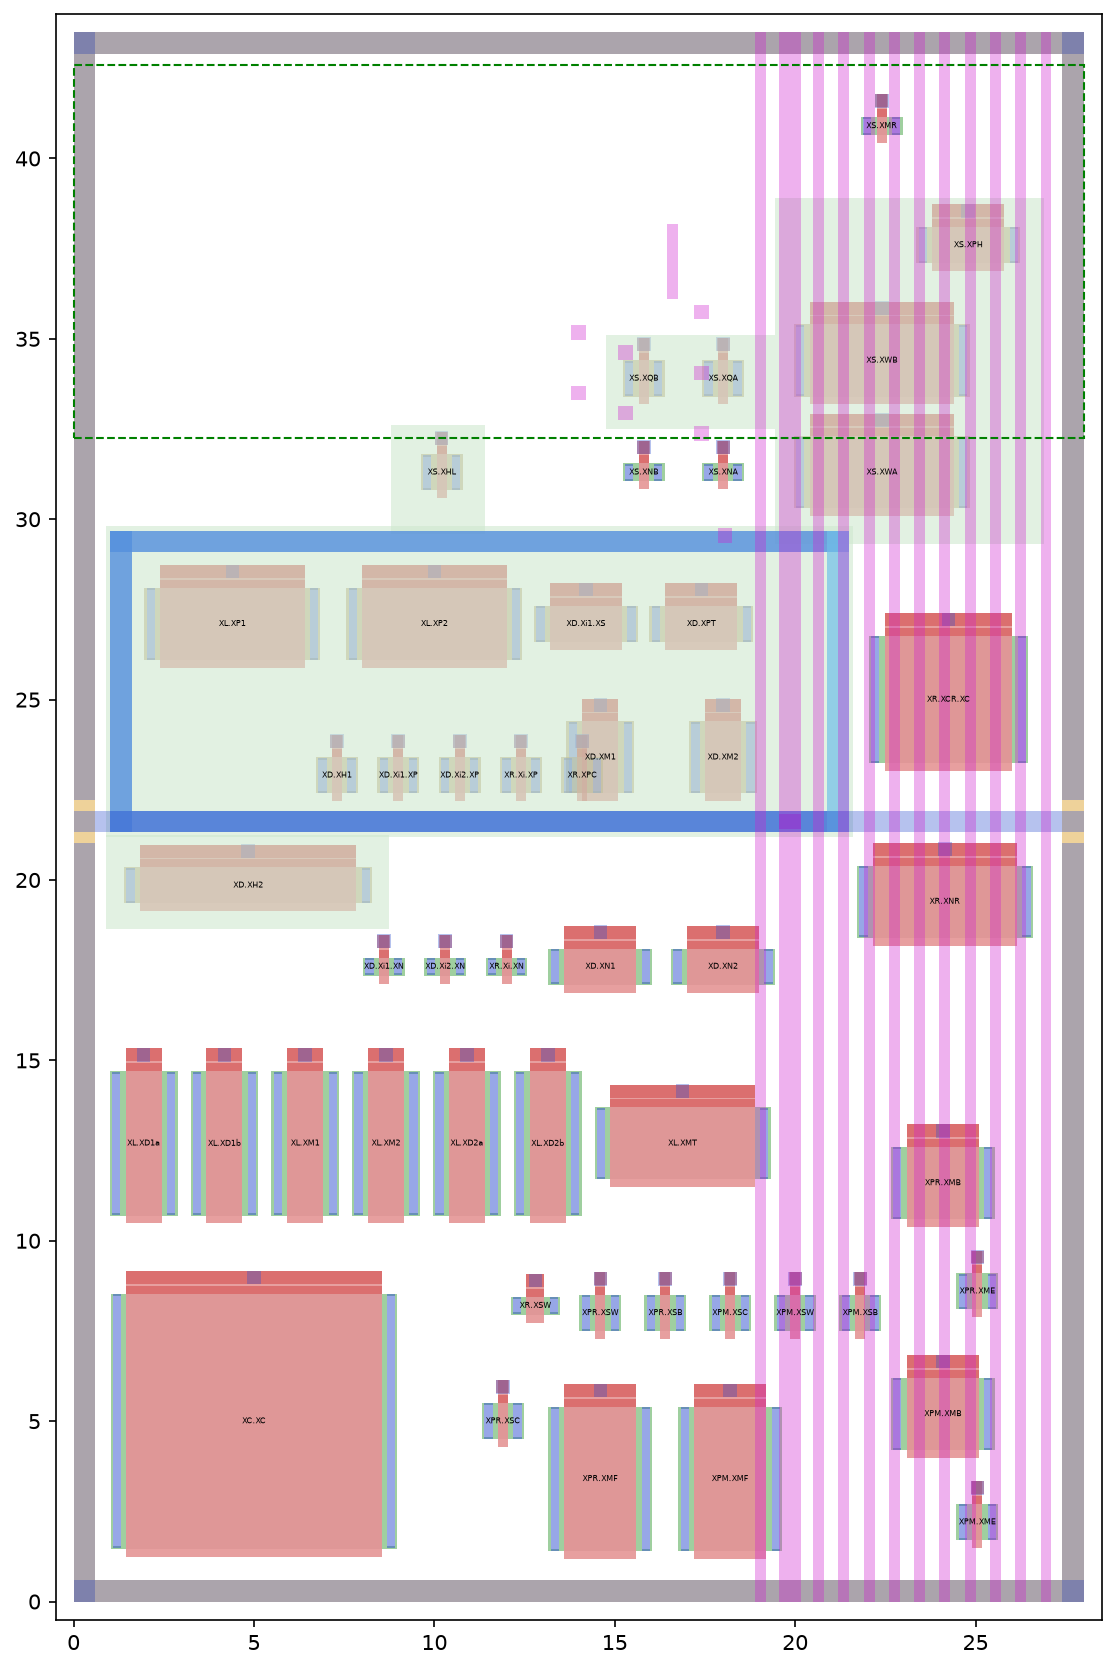 40
XS.XMR
XS.XPH
35
XS.XWB
XS.XQB XS.XQA
XS.XHL XS.XNB XS.XNA XS.XWA
30
XL.XP1 XL.XP2 XD.Xi1.XS XD.XPT
25
XR.XCR.XC
XD.XM1 XD.XM2
XD.XH1 XD.Xi1.XP XD.Xi2.XP XR.Xi.XP XR.XPC
20
XD.XH2
XR.XNR
XD.Xi1.XN XD.Xi2.XN XR.Xi.XN XD.XN1 XD.XN2
15
XL.XD1a XL.XD1b XL.XM1 XL.XM2 XL.XD2a XL.XD2b XL.XMT
XPR.XMB
10
XPR.XME
XR.XSW XPR.XSW XPR.XSB XPM.XSC XPM.XSW XPM.XSB
XPM.XMB
5
XC.XC XPR.XSC
XPR.XMF XPM.XMF
XPM.XME
0
0 5 10 15 20 25